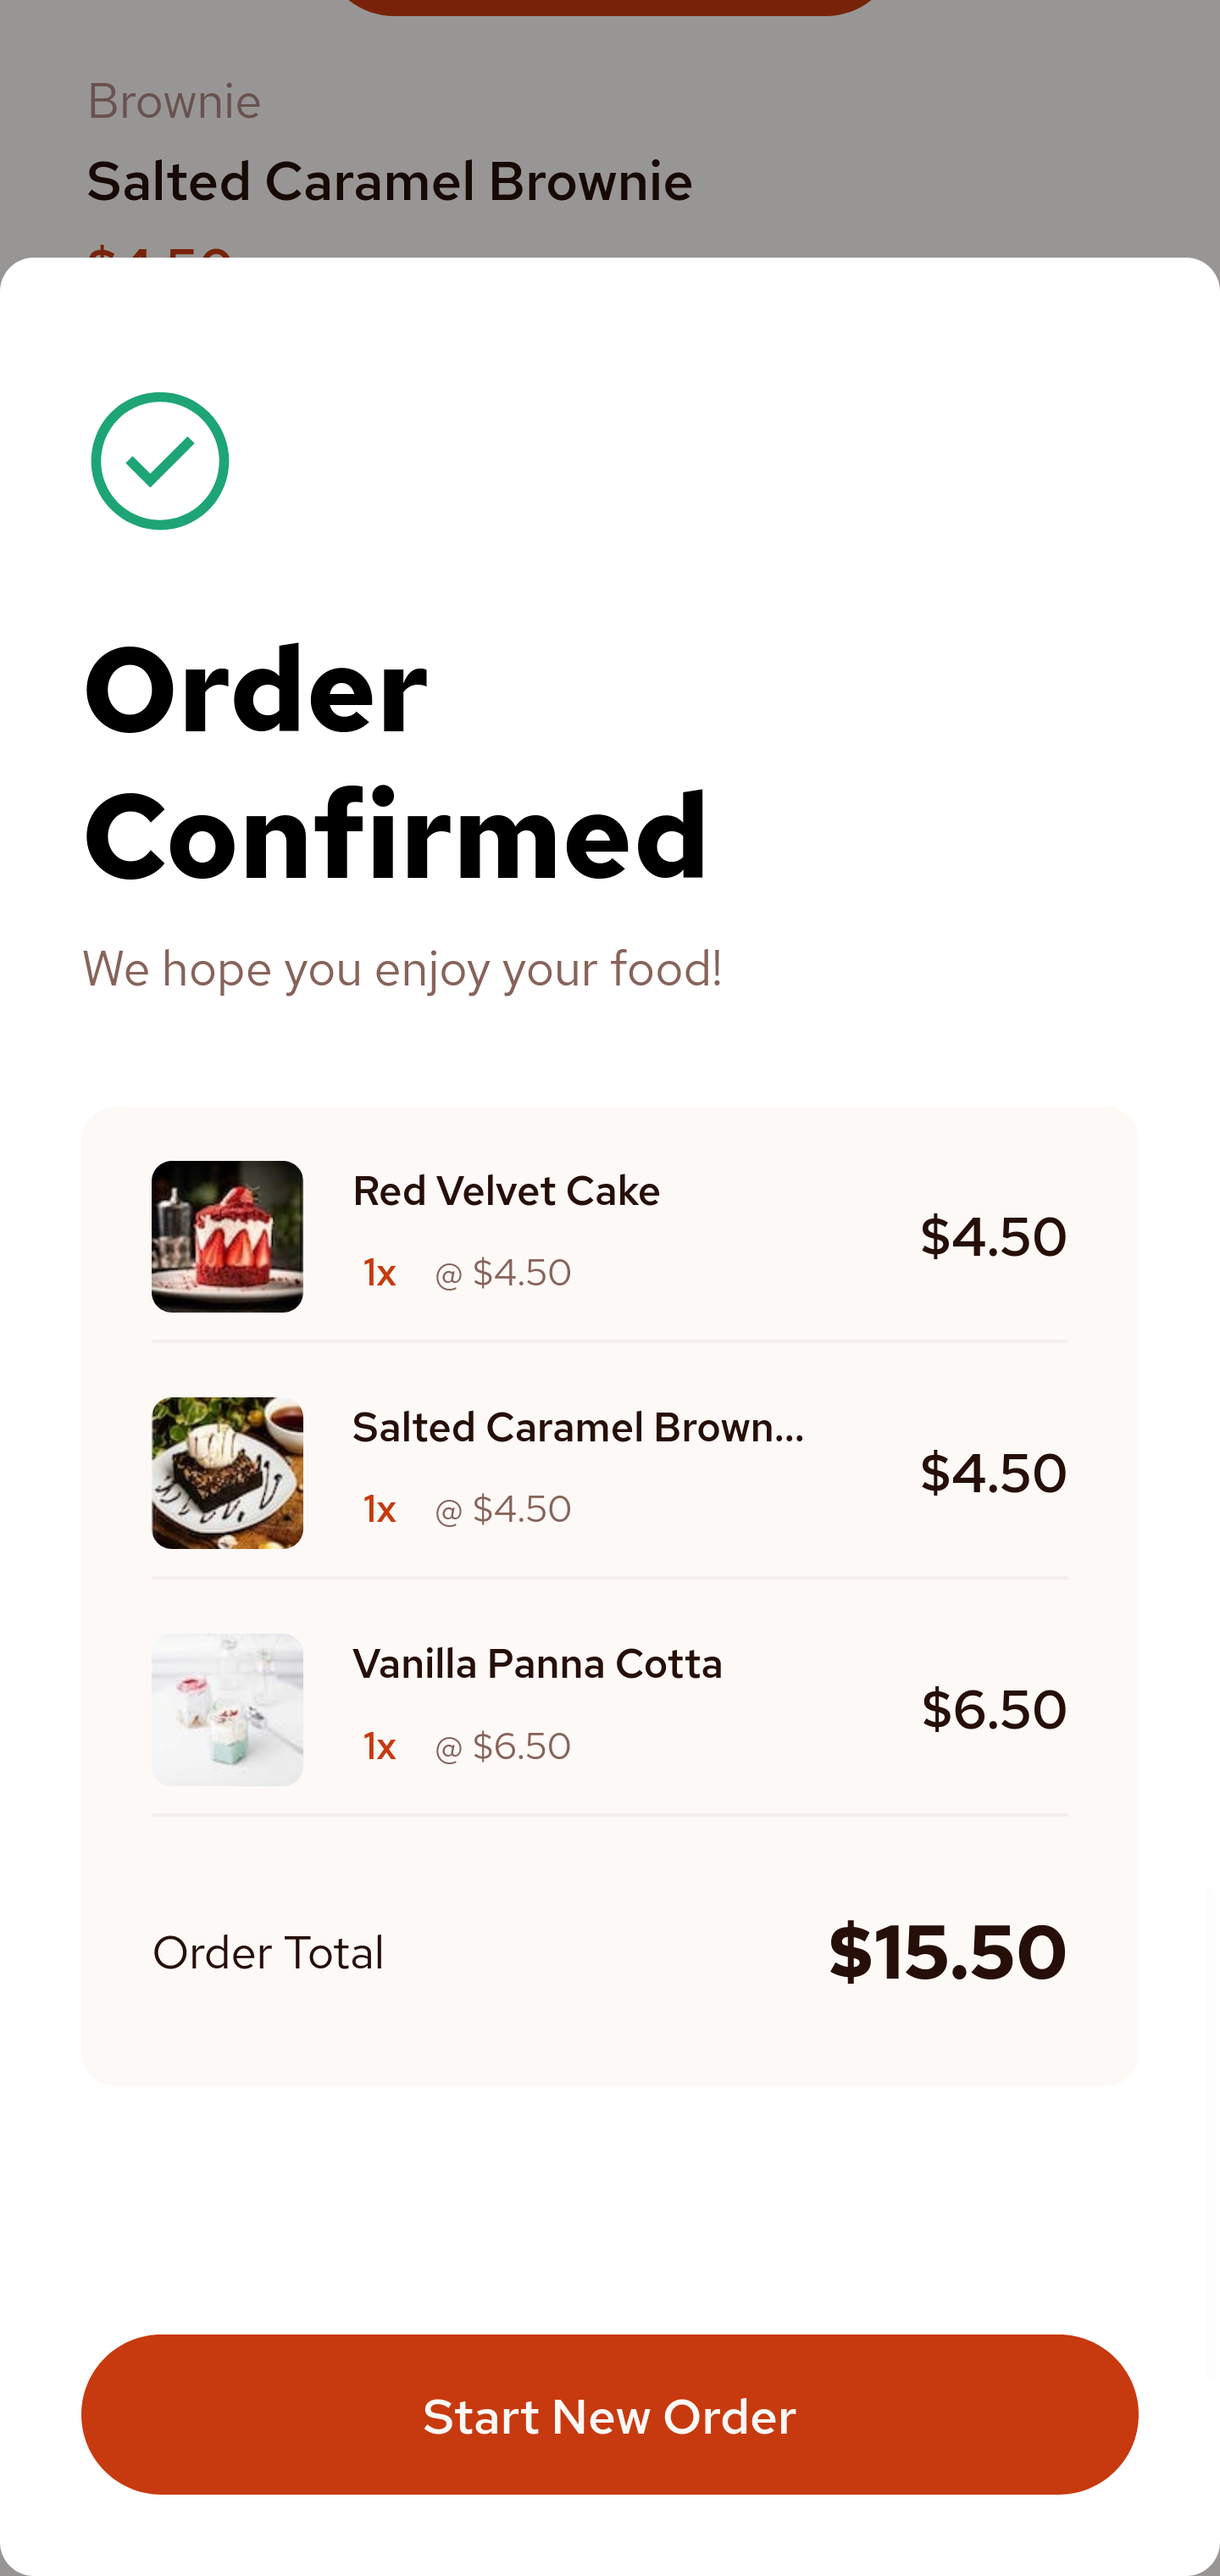 Brownie
Salted Caramel Brownie
$4.50
Order
Confirmed
We hope you enjoy your food!
Red Velvet Cake
1x @ $4.50
$4.50
Salted Caramel Brown...
1x @ $4.50
$4.50
Vanilla Panna Cotta
1x @ $6.50
$6.50
Order Total
$15.50
Start New Order